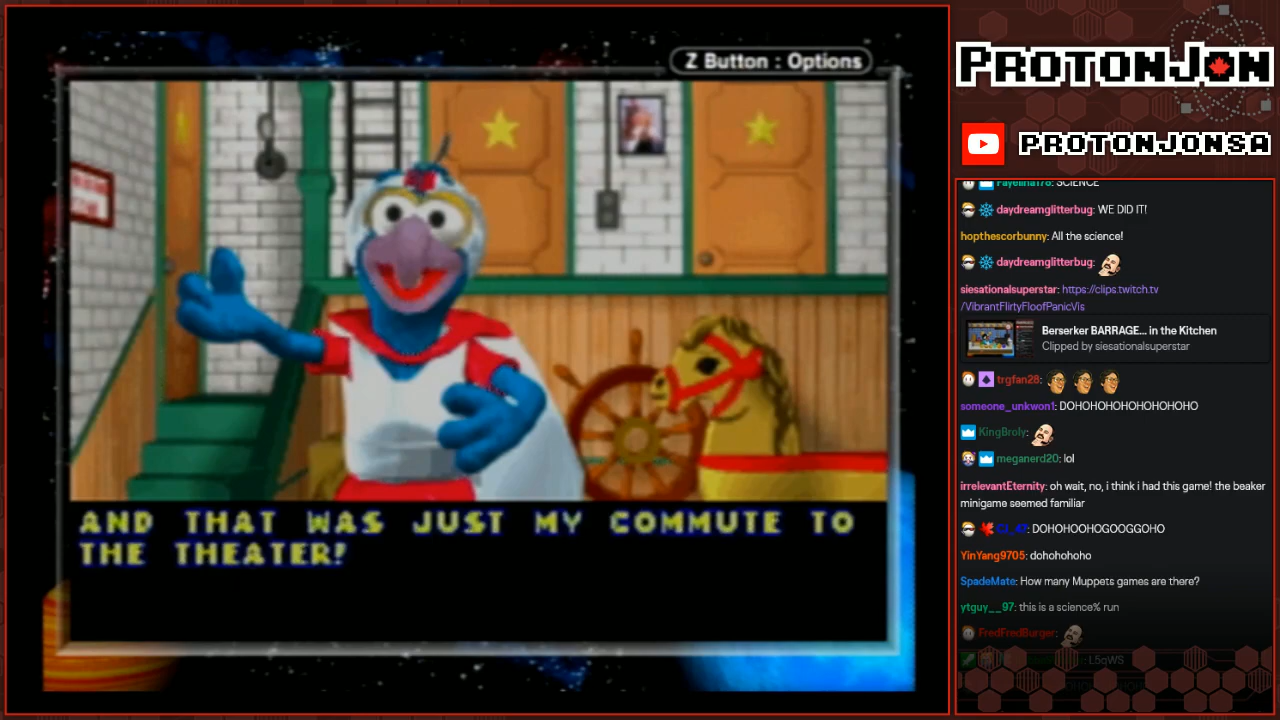 Z Button : Options
AND THAT WAS JUST MY COMMUTE TO
THE THEATER!
PROTONJON
PROTONJONSA
Fayelina178: SCIENCE
daydreamglitterbug: WE DID IT!
hopthescorbunny: All the science!
daydreamglitterbug:
siesationalsuperstar: https://clips.twitch.tv
/VibrantFlirtyFloofPanicVis
Berserker BARRAGE... in the Kitchen
Clipped by siesationalsuperstar
trgfan28:
someone_unkwon1: DOHOHOHOHOHOHOHOHO
KingBroly:
meganerd20: lol
irrelevantEternity: oh wait, no, i think i had this game! the beaker
minigame seemed familiar
: DOHOHOOHOGOOGGOHO
YinYang9705: dohohohoho
SpadeMate: How many Muppets games are there?
ytguy__97: this is a science% run
FredFredBurger:
: L5qWS